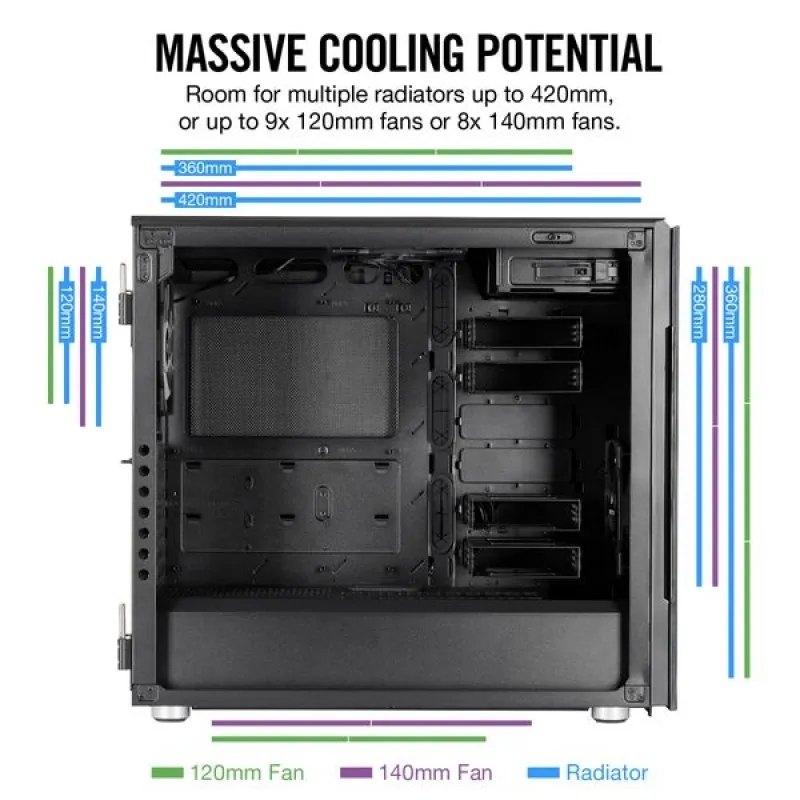 MASSIVE COOLING POTENTIAL
Room for multiple radiators up to 420mm,
or up to 9x 120mm fans or 8x 140mm fans.
360mm
420mm
120mm
140mm
280mm
360mm
120mm Fan
140mm Fan
Radiator